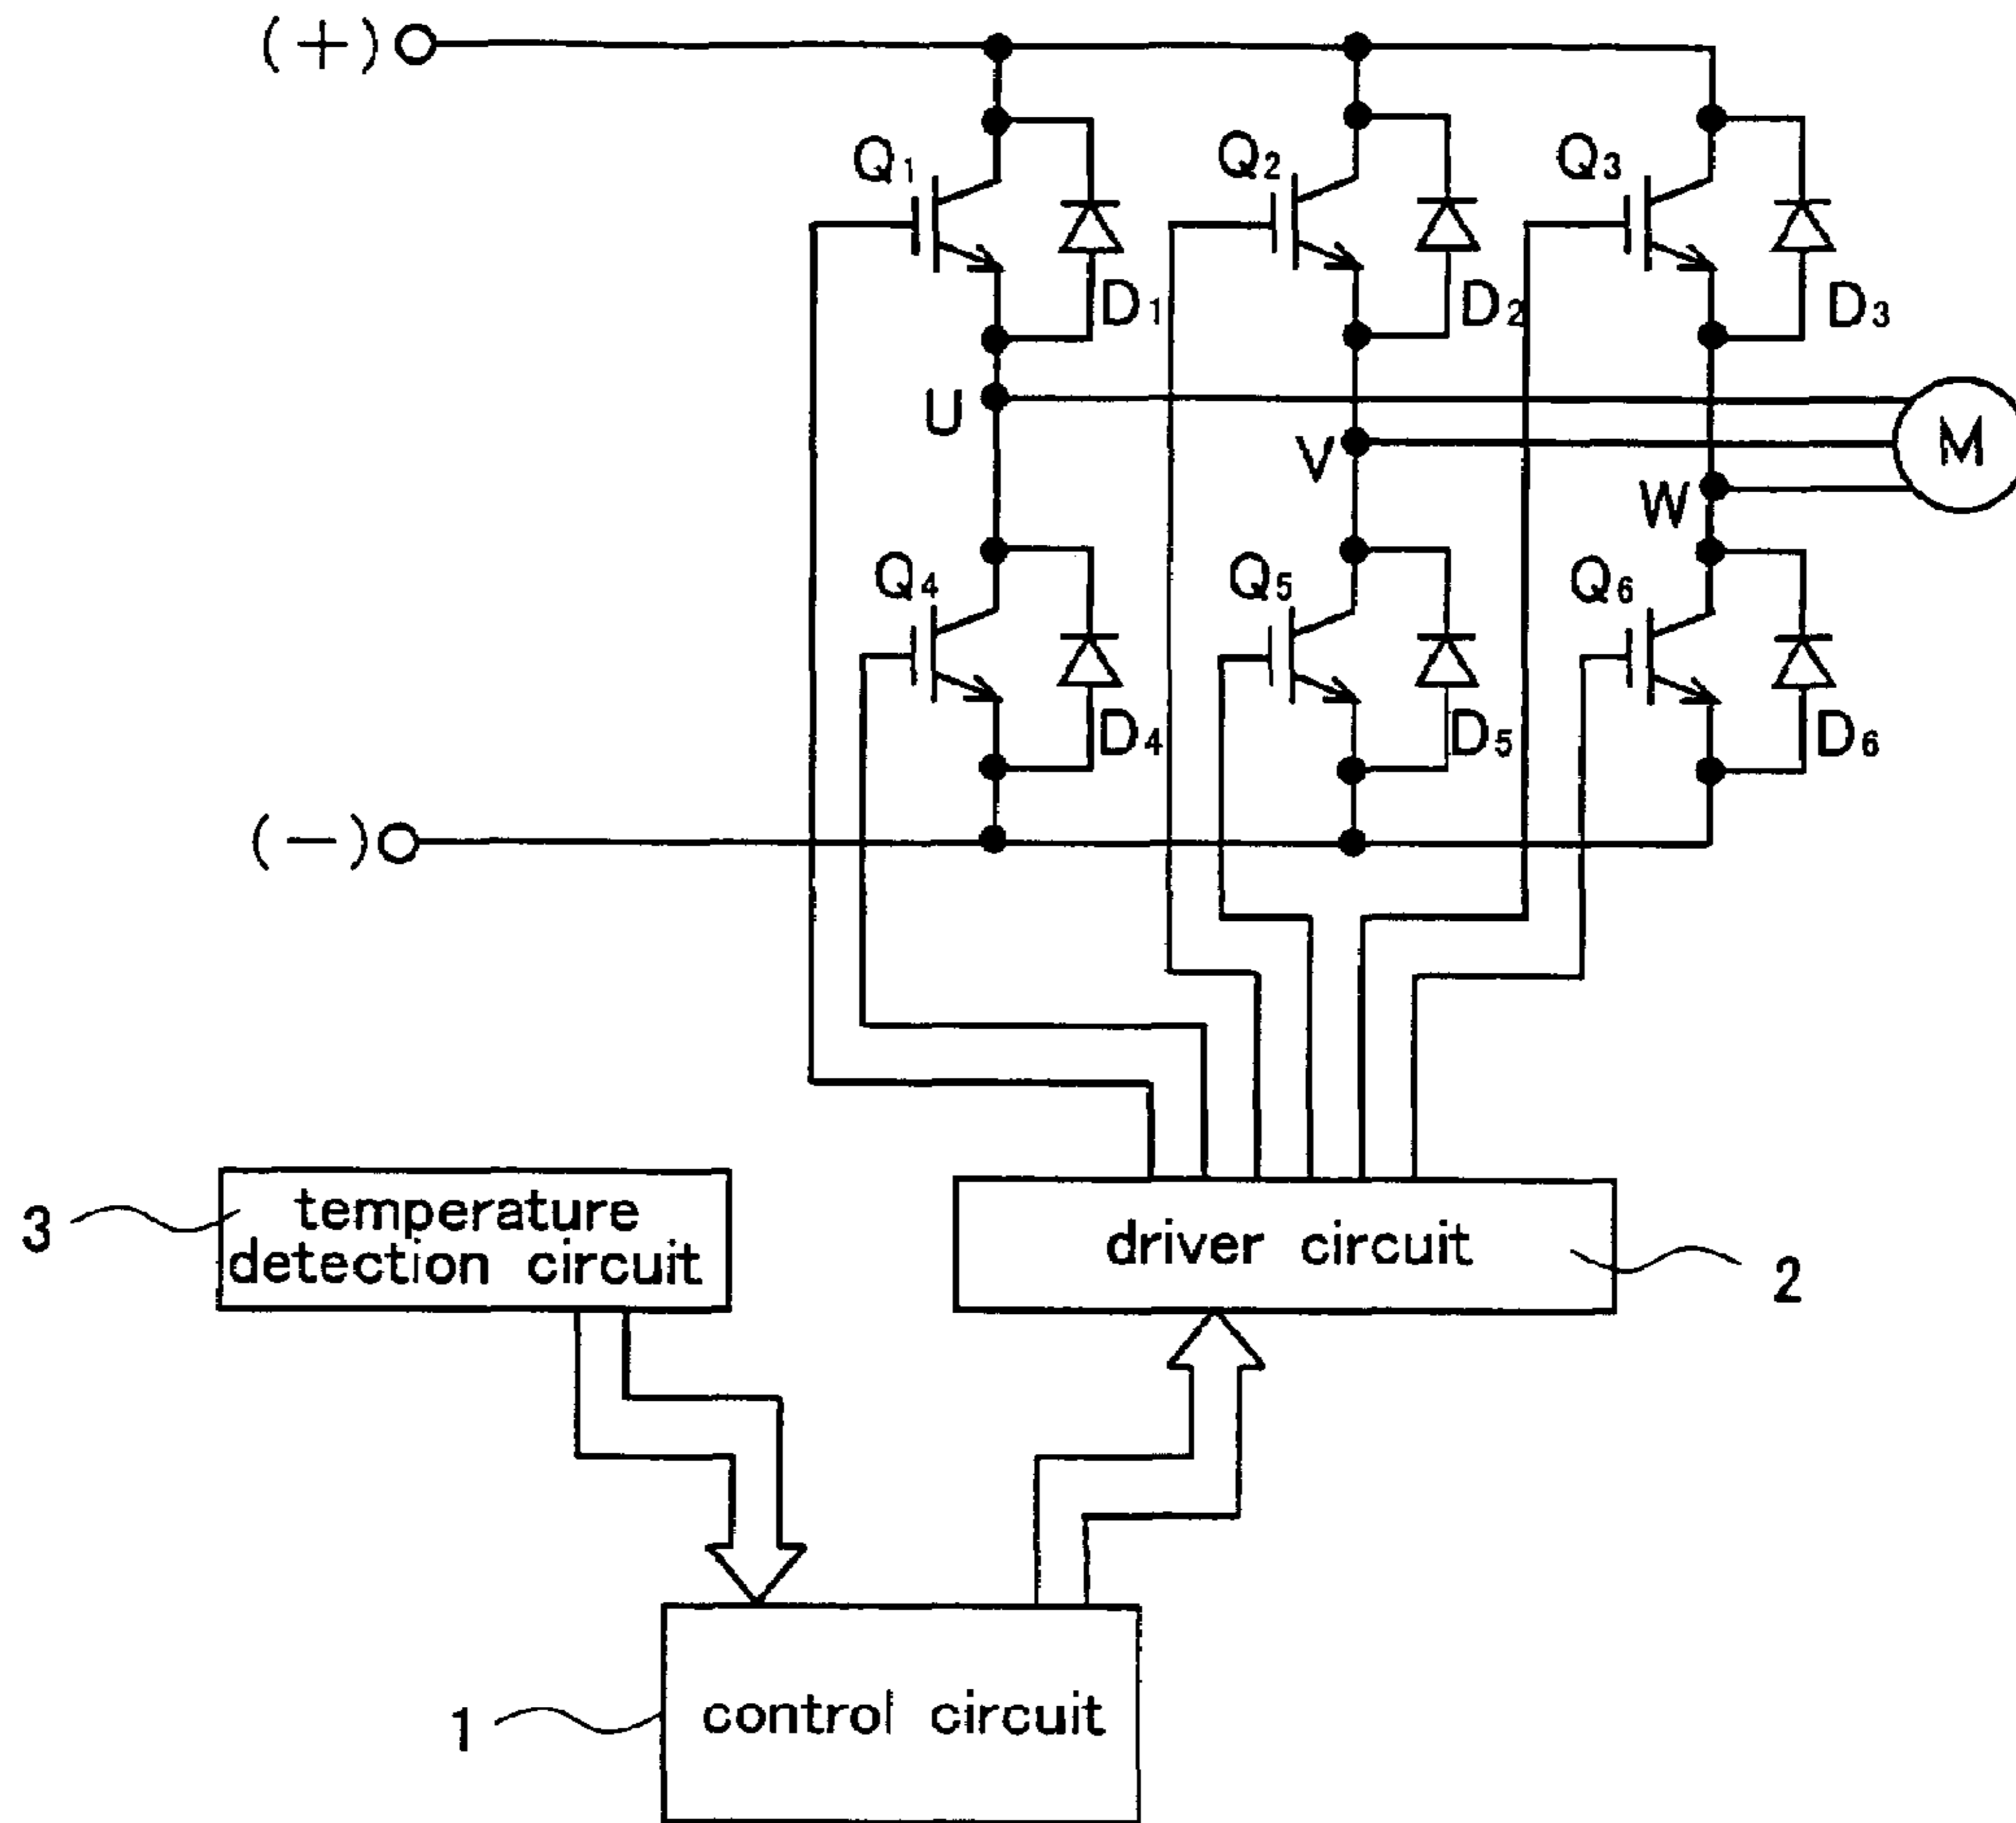 (+)
Q1
Q2
Q3
D1
D2
D3
U
V
W
M
Q4
Q5
Q6
D4
D5
D6
(-)
3
temperature
detection circuit
driver circuit
2
1
control circuit